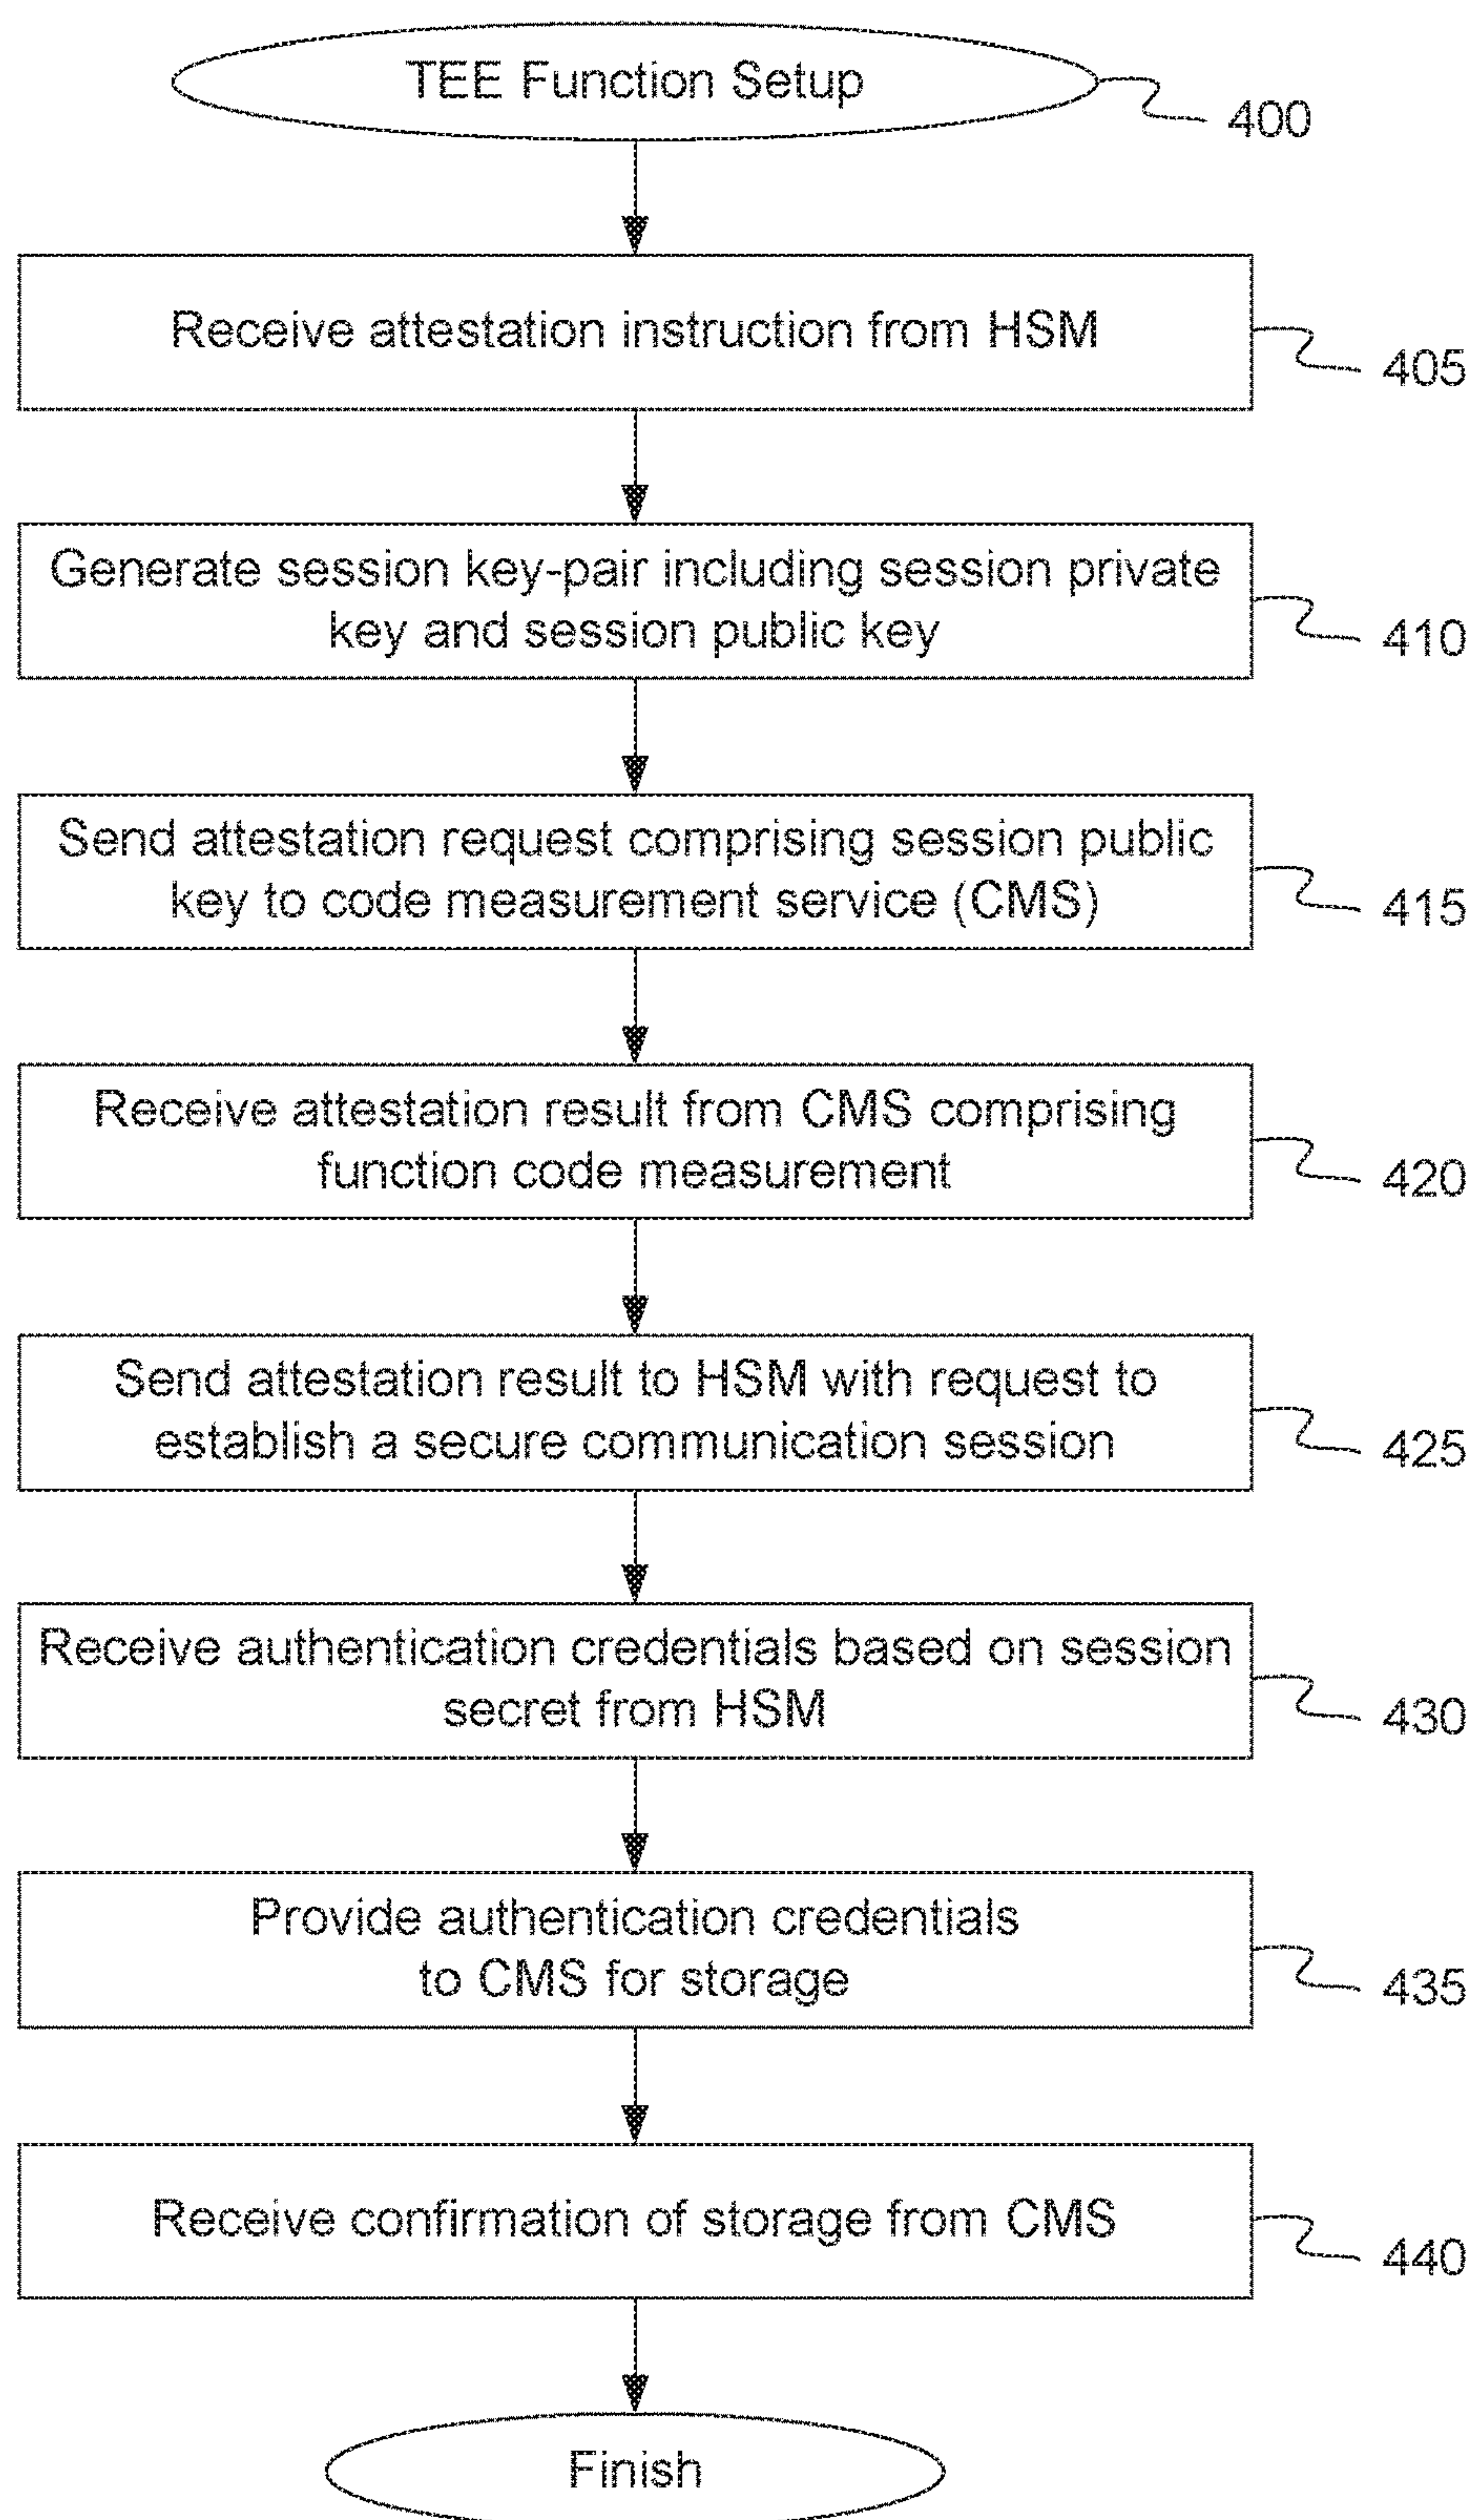 TEE Function Setup
400
Receive attestation instruction from HSM
405
Generate session key-pair including session private
key and session public key
410
Send attestation request comprising session public
key to code measurement service (CMS)
415
Receive attestation result from CMS comprising
function code measurement
420
Send attestation result to HSM with request to
establish a secure communication session
425
Receive authentication credentials based on session
secret from HSM
430
Provide authentication credentials
to CMS for storage
435
Receive confirmation of storage from CMS
440
Finish